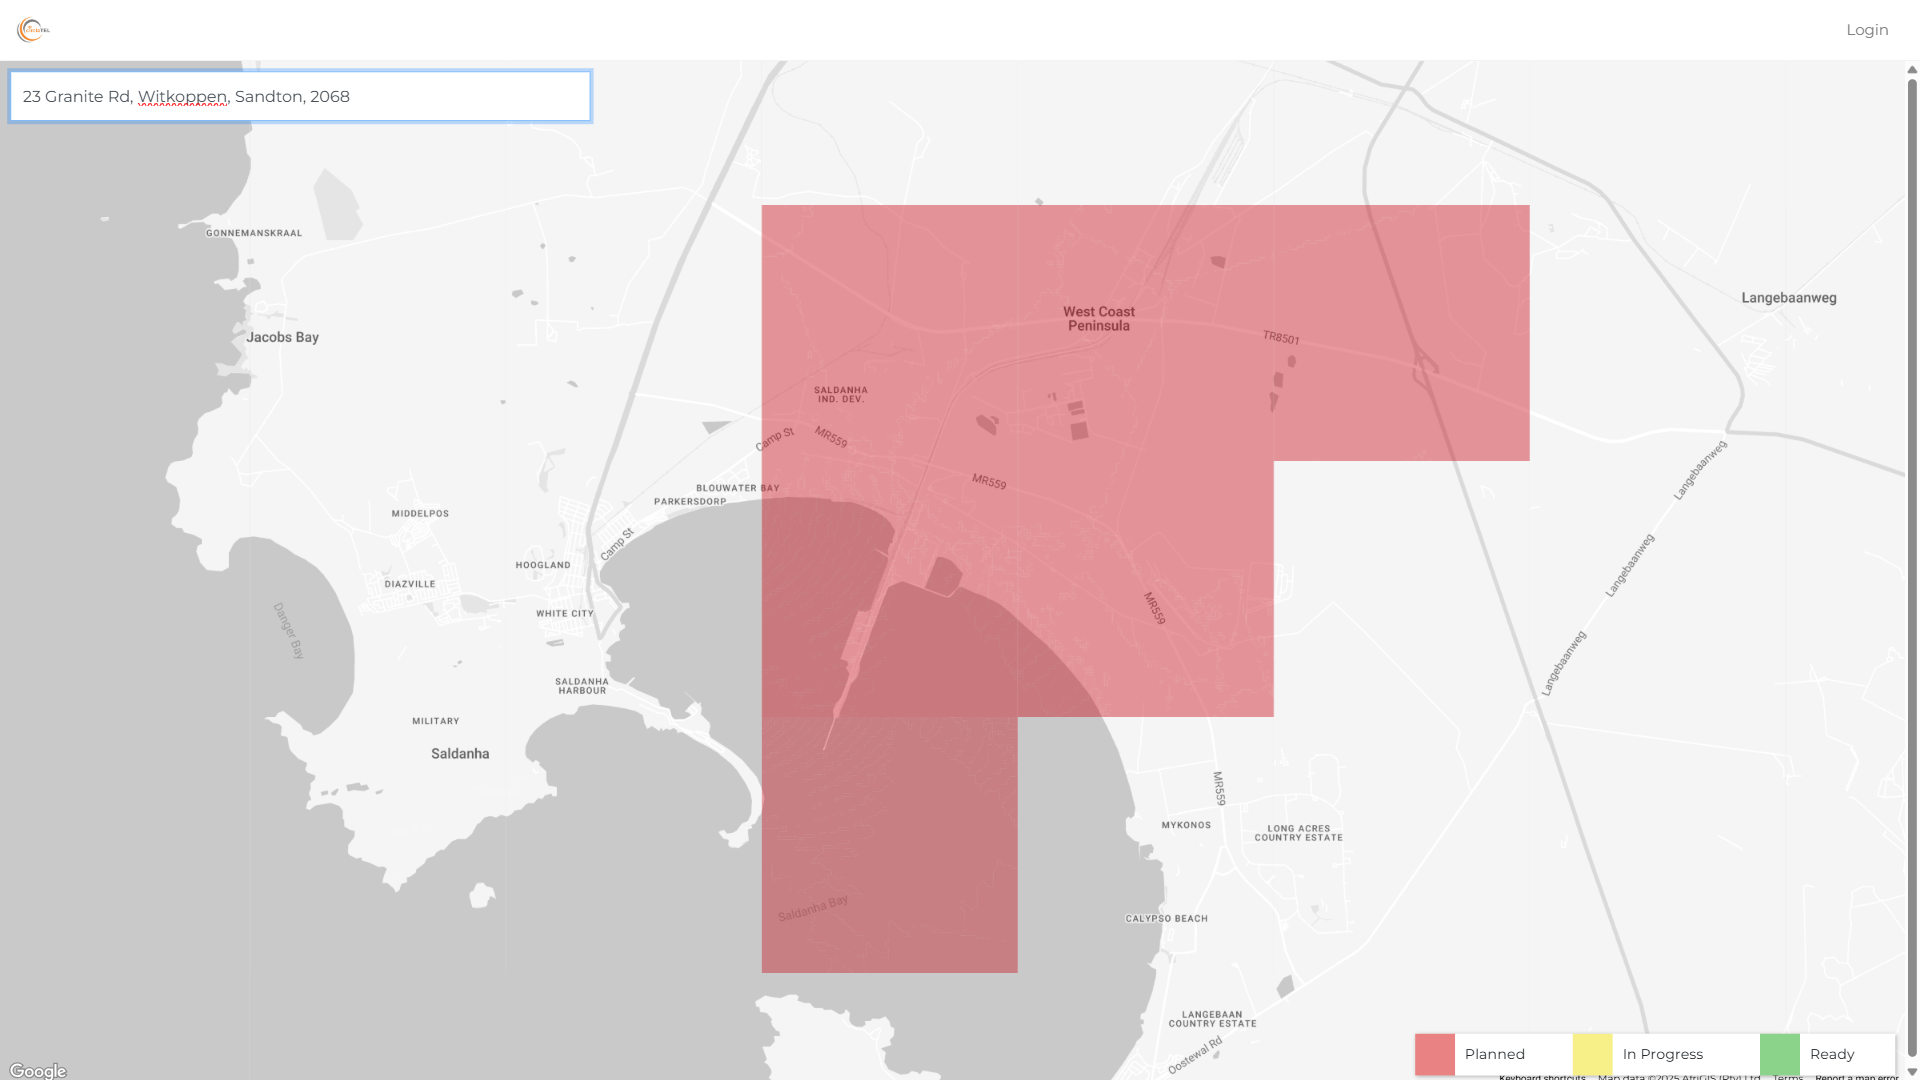 Login
23 Granite Rd, Witkoppen, Sandton, 2068
GONNEMANSKRAAL
Langebaanweg
West Coast
Peninsula
Jacobs Bay
TR8501
SALDANHA
IND. DEV.
Camp St
MR559
Langebaanweg
MR559
BLOUWATER BAY
PARKERSDORP
MIDDELPOS
Camp St
HOOGLAND
Langebaanweg
DIAZVILLE
MR559
WHITE CITY
Danger Bay
Langebaanweg
SALDANHA
HARBOUR
MILITARY
Saldanha
MR559
MYKONOS
LONG ACRES
COUNTRY ESTATE
Saldanha Bay
CALYPSO BEACH
LANGEBAAN
COUNTRY ESTATE
Oostewal Rd
Planned
In Progress
Ready
Google
Keyboard shortcuts
Map data ©2025 AfriGIS (Pty) Ltd
Terms
Report a map error